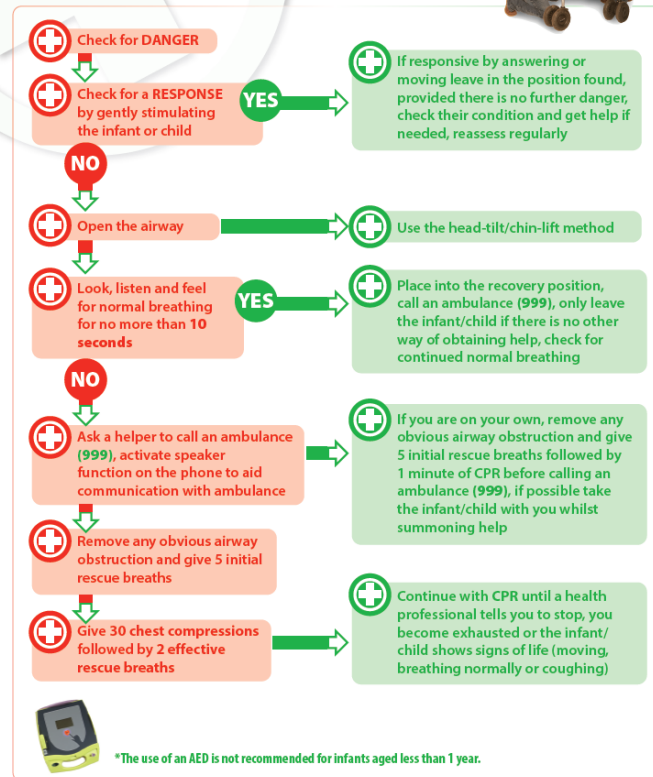 Check for DANGER
Check for a RESPONSE
by gently stimulating
the infant or child
YES
If responsive by answering or
moving leave in the position found,
provided there is no further danger,
check their condition and get help if
needed, reassess regularly
NO
Open the airway
Use the head-tilt/chin-lift method
Look, listen and feel
for normal breathing
for no more than 10
seconds
YES
Place into the recovery position,
call an ambulance (999), only leave
the infant/child if there is no other
way of obtaining help, check for
continued normal breathing
NO
Ask a helper to call an ambulance
(999), activate speaker
function on the phone to aid
communication with ambulance
If you are on your own, remove any
obvious airway obstruction and give
5 initial rescue breaths followed by
1 minute of CPR before calling an
ambulance (999), if possible take
the infant/child with you whilst
summoning help
Remove any obvious airway
obstruction and give 5 initial
rescue breaths
Give 30 chest compressions
followed by 2 effective
rescue breaths
Continue with CPR until a health
professional tells you to stop, you
become exhausted or the infant/
child shows signs of life (moving,
breathing normally or coughing)
*The use of an AED is not recommended for infants aged less than 1 year.